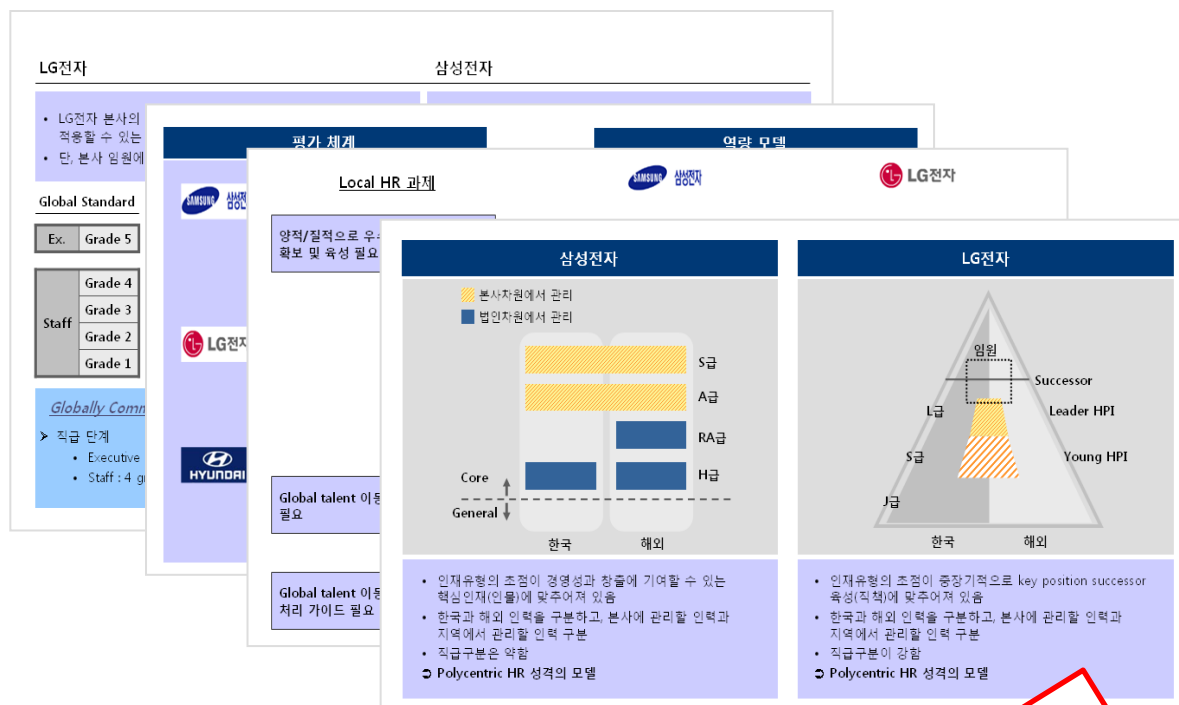 LG전자
삼성전자
• LG전자 본사의
적용할 수 있는
• 단, 본사 임원에
Global Standard
Ex. Grade 5
Staff
Grade 4
Grade 3
Grade 2
Grade 1
Globally Comm
➤ 직급 단계
• Executive
• Staff : 4
평가 체계
역량 모델
SAMSUNG
LG전자
HYUNDAI
Local HR 과제
SAMSUNG 삼성전자
LG전자
양적/질적으로
확보 및 육성 필요
Global talent
필요
Global talent
처리 가이드 필요
삼성전자
본사차원에서 관리
법인차원에서 관리
S급
A급
RA급
H급
Core
General
한국
해외
• 인재유형의 초점이 경영성과 창출에 기여할 수 있는
핵심인재(인물)에 맞추어져 있음
• 한국과 해외 인력을 구분하고, 본사에 관리할 인력과
지역에서 관리할 인력 구분
• 직급구분은 약함
➲ Polycentric HR 성격의 모델
LG전자
임원
Successor
L급
Leader HPI
S급
Young HPI
J급
한국
해외
• 인재유형의 초점이 중장기적으로 key position successor
육성(직책)에 맞추어져 있음
• 한국과 해외 인력을 구분하고, 본사에 관리할 인력과
지역에서 관리할 인력 구분
• 직급구분이 강함
➲ Polycentric HR 성격의 모델